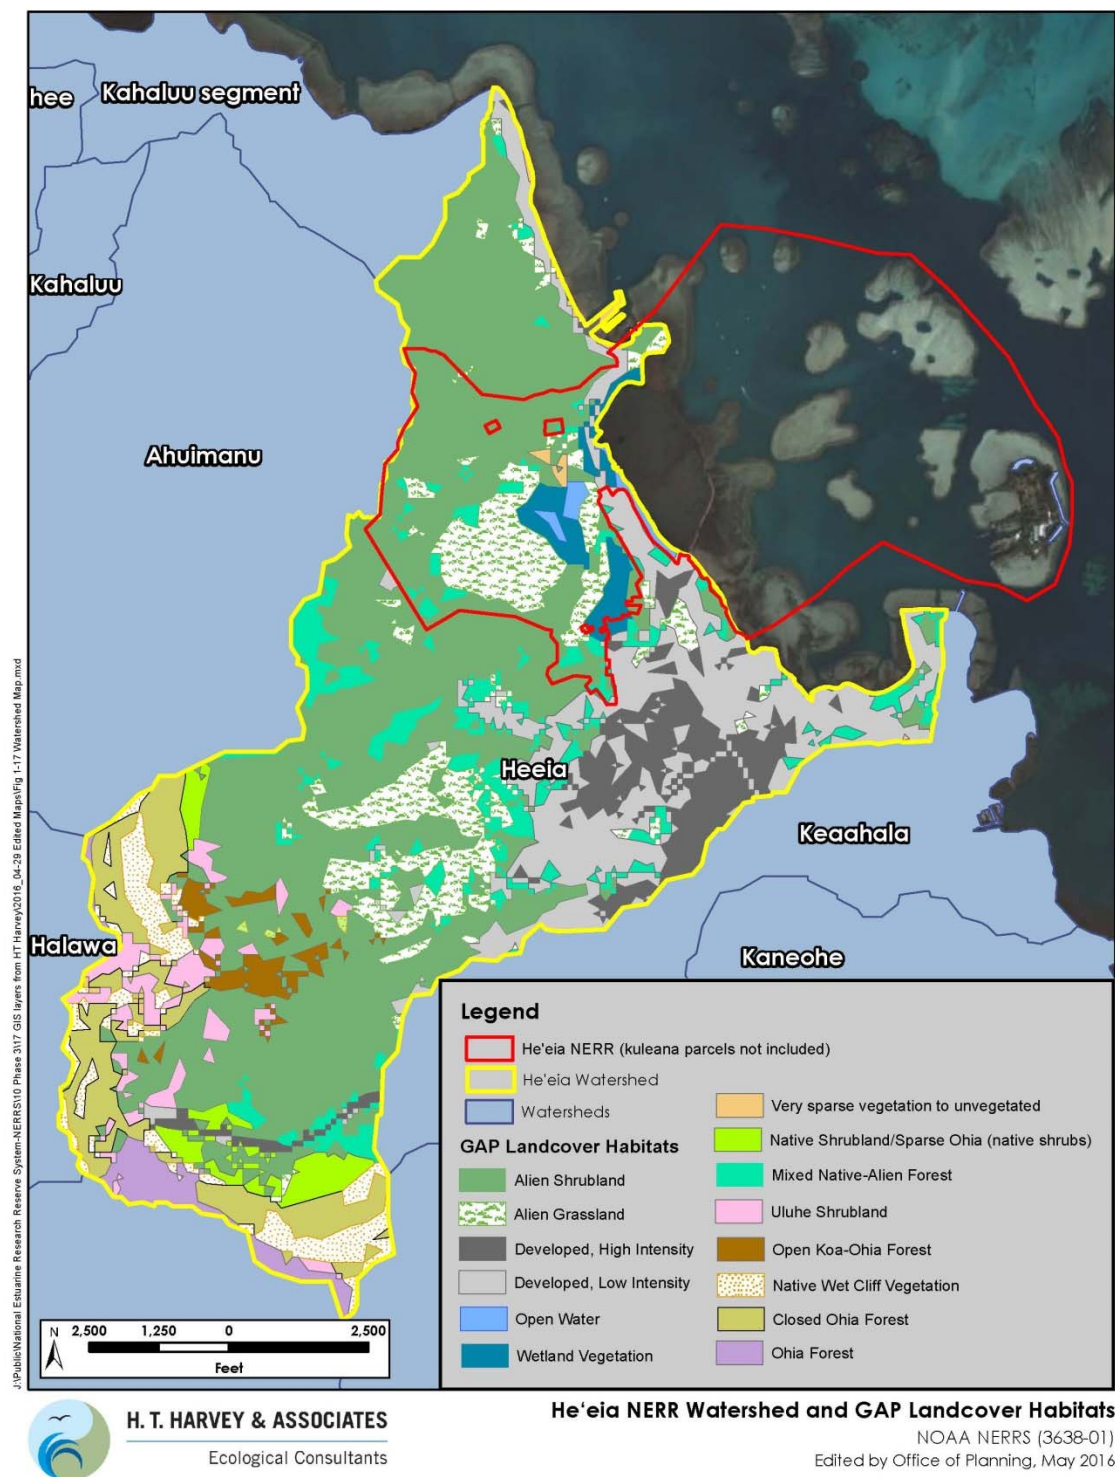 hee
Kahaluu segment
Kahaluu
Ahuimanu
Heeia
Keaahala
Halawa
Kaneohe
Legend
He'eia NERR (kuleana parcels not included)
He'eia Watershed
Watersheds
GAP Landcover Habitats
Alien Shrubland
Alien Grassland
Developed, High Intensity
Developed, Low Intensity
Open Water
Wetland Vegetation
Very sparse vegetation to unvegetated
Native Shrubland/Sparse Ohia (native shrubs)
Mixed Native-Alien Forest
Uluhe Shrubland
Open Koa-Ohia Forest
Native Wet Cliff Vegetation
Closed Ohia Forest
Ohia Forest
N
2,500 1,250 0 2,500
Feet
J:\Public\National Estuarine Research Reserve System-NERRS\10 Phase 3\17 GIS layers from HT Harvey\2016_04-29 Edited Maps\Fig 1-17 Watershed Map.mxd
H. T. HARVEY & ASSOCIATES
Ecological Consultants
He‘eia NERR Watershed and GAP Landcover Habitats
NOAA NERRS (3638-01)
Edited by Office of Planning, May 2016